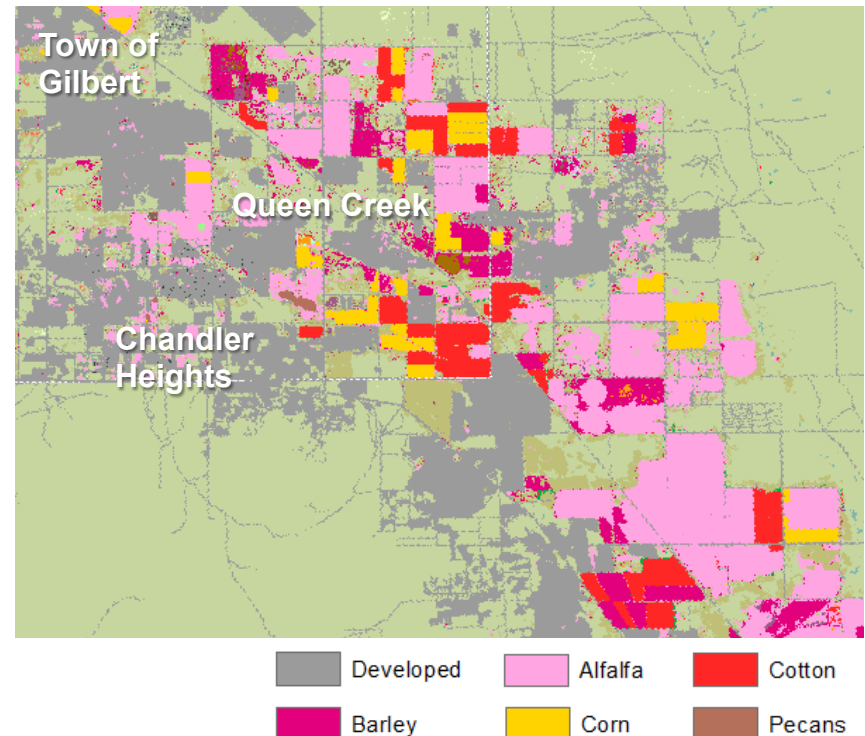 Town of
Gilbert
Queen Creek
Chandler
Heights
Developed
Alfalfa
Cotton
Barley
Corn
Pecans